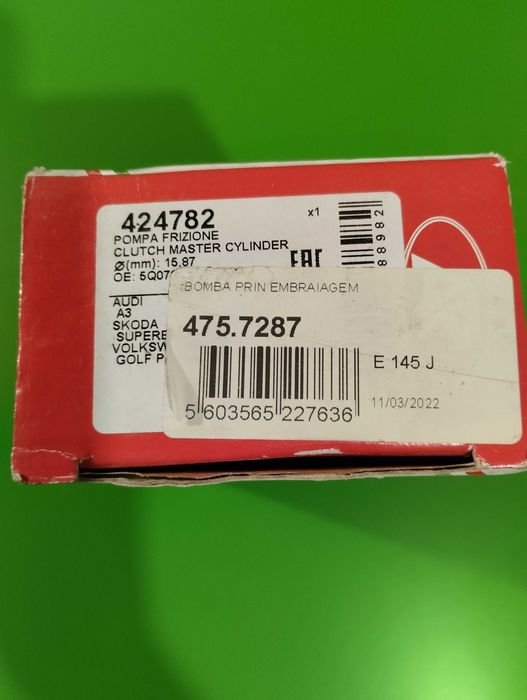 424782
x1
POMPA FRIZIONE
CLUTCH MASTER CYLINDER
Ø(mm): 15.87
OE: 5Q07
EAC
88982
AUDI
A3
SKODA
SUPERB
VOLKSW
GOLF P
BOMBA PRIN EMBRAIAGEM
475.7287
E 145 J
5 603565 227636
11/03/2022